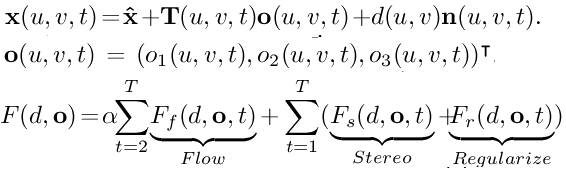 x(u, v, t) = x̂ + T(u, v, t)o(u, v, t) + d(u, v)n(u, v, t).
o(u, v, t) = (o₁(u, v, t), o₂(u, v, t), o₃(u, v, t))ᵀ.
F(d, o) = α∑_{t=2}^{T} F_f(d, o, t) + ∑_{t=1}^{T} (F_s(d, o, t) + F_r(d, o, t))
Flow Stereo Regularize